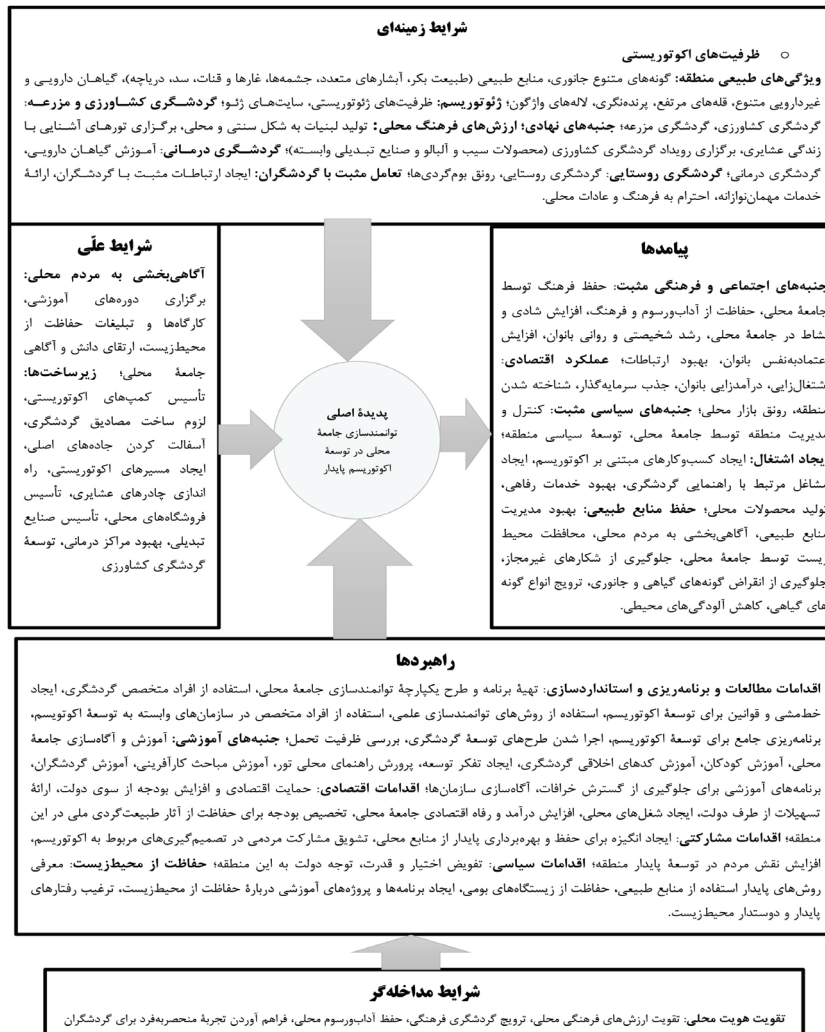 شرایط زمینه‌ای
○ ظرفیت‌های اکوتوریستی
ویژگی‌های طبیعی منطقه: گونه‌های متنوع جانوری، منابع طبیعی (طبیعت بکر، آبشارهای متعدد، چشمه‌ها، غارها و قنات، سد، دریاچه)، گیاهان دارویی و
غیردارویی متنوع، قله‌های مرتفع، پرنده‌نگری، لاله‌های واژگون؛ ژئوتوریسم: ظرفیت‌های ژئوتوریستی، سایت‌های ژئو؛ گردشگری کشاورزی و مزرعه:
گردشگری کشاورزی، گردشگری مزرعه؛ جنبه‌های نهادی؛ ارزش‌های فرهنگ محلی: تولید لبنیات به شکل سنتی و محلی، برگزاری تورهای آشنایی با
زندگی عشایری، برگزاری رویداد گردشگری کشاورزی (محصولات سیب و آلبالو و صنایع تبدیلی وابسته)؛ گردشگری درمانی: آموزش گیاهان دارویی،
گردشگری درمانی؛ گردشگری روستایی: گردشگری روستایی، رونق بوم‌گردی‌ها؛ تعامل مثبت با گردشگران: ایجاد ارتباطات مثبت با گردشگران، ارائهٔ
خدمات مهمان‌نوازانه، احترام به فرهنگ و عادات محلی.
شرایط علّی
آگاهی‌بخشی به مردم محلی:
برگزاری دوره‌های آموزشی،
کارگاه‌ها و تبلیغات حفاظت از
محیط‌زیست، ارتقای دانش و آگاهی
جامعهٔ محلی؛ زیرساخت‌ها:
تأسیس کمپ‌های اکوتوریستی،
لزوم ساخت مصادیق گردشگری،
آسفالت کردن جاده‌های اصلی،
ایجاد مسیرهای اکوتوریستی، راه
اندازی چادرهای عشایری، تأسیس
فروشگاه‌های محلی، تأسیس صنایع
تبدیلی، بهبود مراکز درمانی، توسعهٔ
گردشگری کشاورزی
پدیدهٔ اصلی
توانمندسازی جامعهٔ
محلی در توسعهٔ
اکوتوریسم پایدار
پیامدها
جنبه‌های اجتماعی و فرهنگی مثبت: حفظ فرهنگ توسط
جامعهٔ محلی، حفاظت از آداب‌ورسوم و فرهنگ، افزایش شادی و
نشاط در جامعهٔ محلی، رشد شخصیتی و روانی بانوان، افزایش
اعتمادبه‌نفس بانوان، بهبود ارتباطات؛ عملکرد اقتصادی:
اشتغال‌زایی، درآمدزایی بانوان، جذب سرمایه‌گذار، شناخته شدن
منطقه، رونق بازار محلی؛ جنبه‌های سیاسی مثبت: کنترل و
مدیریت منطقه توسط جامعهٔ محلی، توسعهٔ سیاسی منطقه؛
ایجاد اشتغال: ایجاد کسب‌وکارهای مبتنی بر اکوتوریسم، ایجاد
مشاغل مرتبط با راهنمایی گردشگری، بهبود خدمات رفاهی،
تولید محصولات محلی؛ حفظ منابع طبیعی: بهبود مدیریت
منابع طبیعی، آگاهی‌بخشی به مردم محلی، محافظت محیط
زیست توسط جامعهٔ محلی، جلوگیری از شکارهای غیرمجاز،
جلوگیری از انقراض گونه‌های گیاهی و جانوری، ترویج انواع گونه
های گیاهی، کاهش آلودگی‌های محیطی.
راهبردها
اقدامات مطالعات و برنامه‌ریزی و استانداردسازی: تهیهٔ برنامه و طرح یکپارچهٔ توانمندسازی جامعهٔ محلی، استفاده از افراد متخصص گردشگری، ایجاد
خط‌مشی و قوانین برای توسعهٔ اکوتوریسم، استفاده از روش‌های توانمندسازی علمی، استفاده از افراد متخصص در سازمان‌های وابسته به توسعهٔ اکوتویسم،
برنامه‌ریزی جامع برای توسعهٔ اکوتوریسم، اجرا شدن طرح‌های توسعهٔ گردشگری، بررسی ظرفیت تحمل؛ جنبه‌های آموزشی: آموزش و آگاه‌سازی جامعهٔ
محلی، آموزش کودکان، آموزش کدهای اخلاقی گردشگری، ایجاد تفکر توسعه، پرورش راهنمای محلی تور، آموزش مباحث کارآفرینی، آموزش گردشگران،
برنامه‌های آموزشی برای جلوگیری از گسترش خرافات، آگاه‌سازی سازمان‌ها؛ اقدامات اقتصادی: حمایت اقتصادی و افزایش بودجه از سوی دولت، ارائهٔ
تسهیلات از طرف دولت، ایجاد شغل‌های محلی، افزایش درآمد و رفاه اقتصادی جامعهٔ محلی، تخصیص بودجه برای حفاظت از آثار طبیعت‌گردی ملی در این
منطقه؛ اقدامات مشارکتی: ایجاد انگیزه برای حفظ و بهره‌برداری پایدار از منابع محلی، تشویق مشارکت مردمی در تصمیم‌گیری‌های مربوط به اکوتوریسم،
افزایش نقش مردم در توسعهٔ پایدار منطقه؛ اقدامات سیاسی: تفویض اختیار و قدرت، توجه دولت به این منطقه؛ حفاظت از محیط‌زیست: معرفی
روش‌های پایدار استفاده از منابع طبیعی، حفاظت از زیستگاه‌های بومی، ایجاد برنامه‌ها و پروژه‌های آموزشی دربارهٔ حفاظت از محیط‌زیست، ترغیب رفتارهای
پایدار و دوستدار محیط‌زیست.
شرایط مداخله‌گر
تقویت هویت محلی: تقویت ارزش‌های فرهنگی محلی، ترویج گردشگری فرهنگی، حفظ آداب‌ورسوم محلی، فراهم آوردن تجربهٔ منحصربه‌فرد برای گردشگران